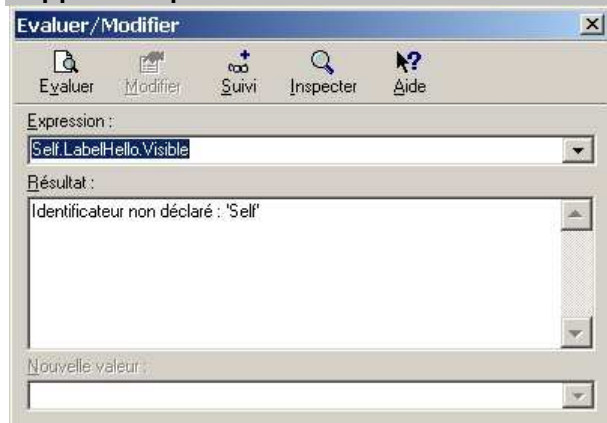 Evaluer/Modifier
Evaluer Modifier Suivi Inspecter Aide
Expression :
Self.LabelHello.Visible
Résultat :
Identificateur non déclaré : 'Self'
Nouvelle valeur :